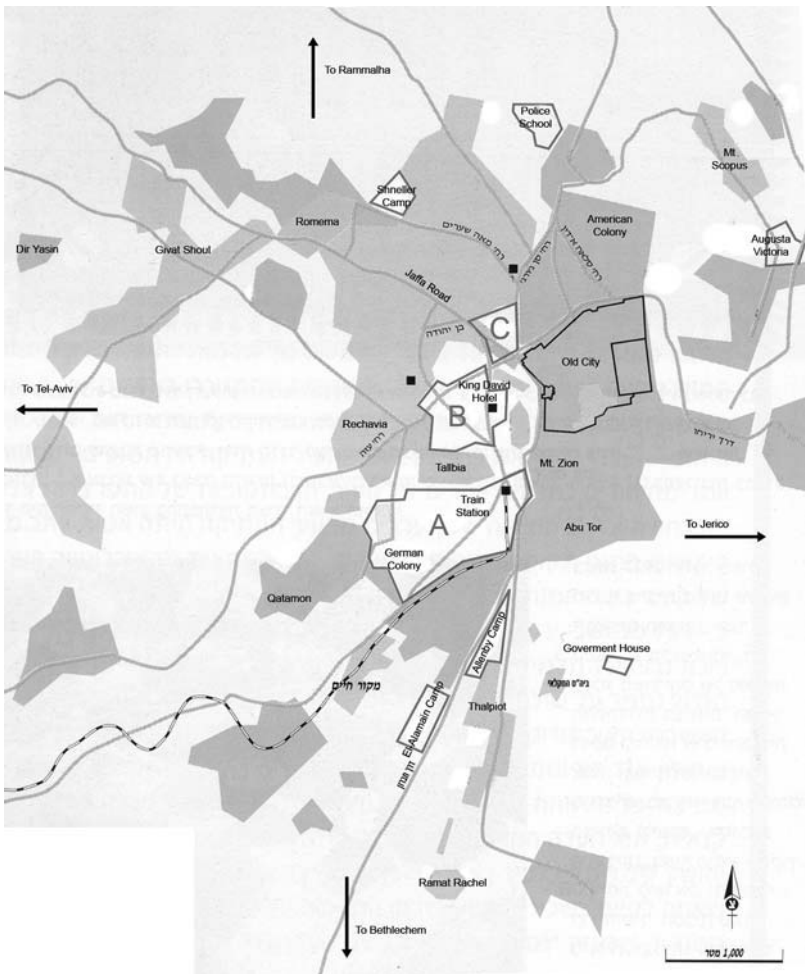 To Rammalha
Police
School
Mt.
Scopus
Shneller
Camp
Romema
American
Colony
Augusta
Victoria
Dir Yasin
Givat Shoul
רח' מאה שערים
Jaffa Road
C
בן יהודה
Old City
King David
Hotel
To Tel-Aviv
B
Rechavia
רח' עזה
דרך יריחו
Talbia
Mt. Zion
Train
Station
A
Abu Tor
To Jerico
German
Colony
Qatamon
Allenby Camp
Goverment House
מקור חיים
Thalpiot
El-Alamain Camp
Ramat Rachel
To Bethlechem
1,000 מטר